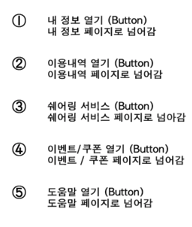 ① 내 정보 열기 (Button)
내 정보 페이지로 넘어감
② 이용내역 열기 (Button)
이용내역 페이지로 넘어감
③ 쉐어링 서비스 (Button)
쉐어링 서비스 페이지로 넘어감
④ 이벤트/쿠폰 열기 (Button)
이벤트 / 쿠폰 페이지로 넘어감
⑤ 도움말 열기 (Button)
도움말 페이지로 넘어감